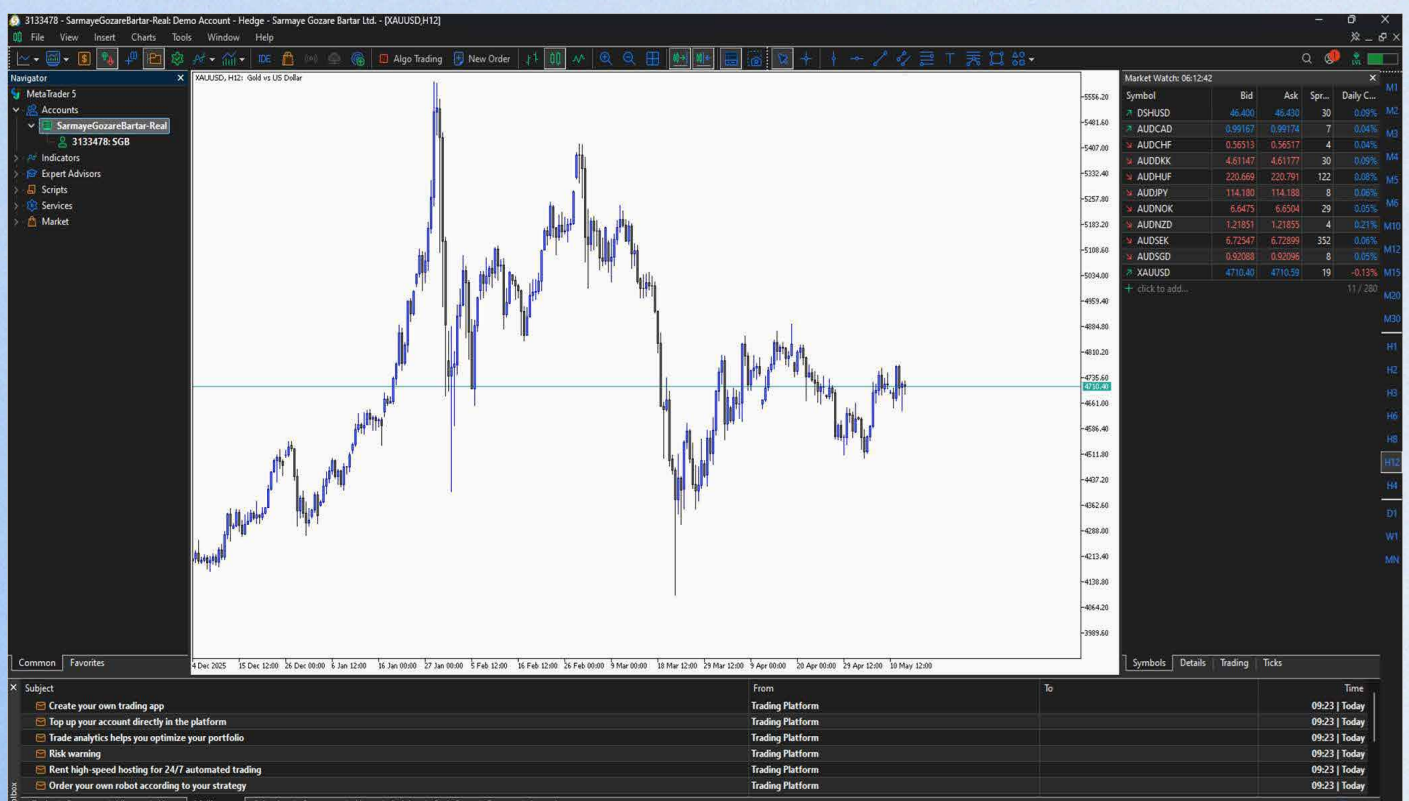 3133478 - SarmayeGozareBartar-Real: Demo Account - Hedge - Sarmaye Gozare Bartar Ltd. - [XAUUSD,H12]
File View Insert Charts Tools Window Help
IDE Algo Trading New Order
Navigator
MetaTrader 5
Accounts
SarmayeGozareBartar-Real
3133478: SGB
Indicators
Expert Advisors
Scripts
Services
Market
Common Favorites
XAUUSD, H12: Gold vs US Dollar
5556.20
5481.60
5407.00
5332.40
5257.80
5183.20
5108.60
5034.00
4959.40
4884.80
4810.20
4735.60
4710.40
4661.00
4586.40
4511.80
4437.20
4362.60
4288.00
4213.40
4138.80
4064.20
3989.60
4 Dec 2025 15 Dec 12:00 26 Dec 00:00 6 Jan 12:00 16 Jan 00:00 27 Jan 00:00 5 Feb 12:00 16 Feb 12:00 26 Feb 00:00 9 Mar 00:00 18 Mar 12:00 29 Mar 12:00 9 Apr 00:00 20 Apr 00:00 29 Apr 12:00 10 May 12:00
Market Watch: 06:12:42
Symbol Bid Ask Spr... Daily C...
DSHUSD 46.400 46.430 30 0.09%
AUDCAD 0.99167 0.99174 7 0.04%
AUDCHF 0.56513 0.56517 4 0.04%
AUDDKK 4.61147 4.61177 30 0.09%
AUDHUF 220.669 220.791 122 0.08%
AUDJPY 114.180 114.188 8 0.06%
AUDNOK 6.6475 6.6504 29 0.05%
AUDNZD 1.21851 1.21855 4 0.21%
AUDSEK 6.72547 6.72899 352 0.06%
AUDSGD 0.92088 0.92096 8 0.05%
XAUUSD 4710.40 4710.59 19 -0.13%
click to add... 11 / 280
Symbols Details Trading Ticks
M1
M2
M3
M4
M5
M6
M10
M12
M15
M20
M30
H1
H2
H3
H6
H8
H12
H4
D1
W1
MN
Subject From To Time
Create your own trading app Trading Platform 09:23 | Today
Top up your account directly in the platform Trading Platform 09:23 | Today
Trade analytics helps you optimize your portfolio Trading Platform 09:23 | Today
Risk warning Trading Platform 09:23 | Today
Rent high-speed hosting for 24/7 automated trading Trading Platform 09:23 | Today
Order your own robot according to your strategy Trading Platform 09:23 | Today